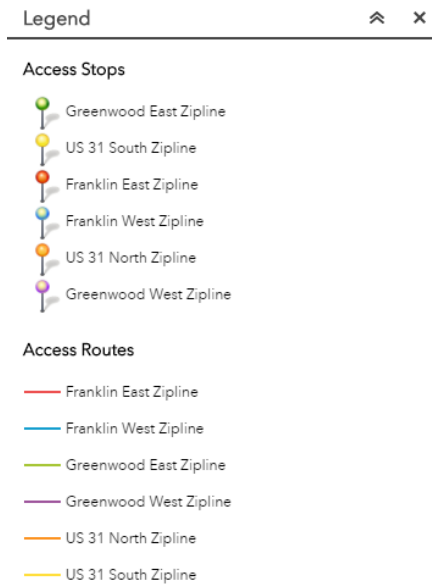 Legend
Access Stops
Greenwood East Zipline
US 31 South Zipline
Franklin East Zipline
Franklin West Zipline
US 31 North Zipline
Greenwood West Zipline
Access Routes
Franklin East Zipline
Franklin West Zipline
Greenwood East Zipline
Greenwood West Zipline
US 31 North Zipline
US 31 South Zipline